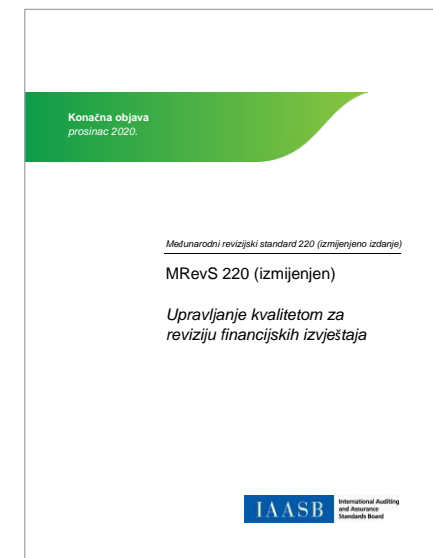 Konačna objava
prosinac 2020.
Međunarodni revizijski standard 220 (izmijenjeno izdanje)
MRevS 220 (izmijenjen)
Upravljanje kvalitetom za
reviziju financijskih izvještaja
IAASB
International Auditing
and Assurance
Standards Board